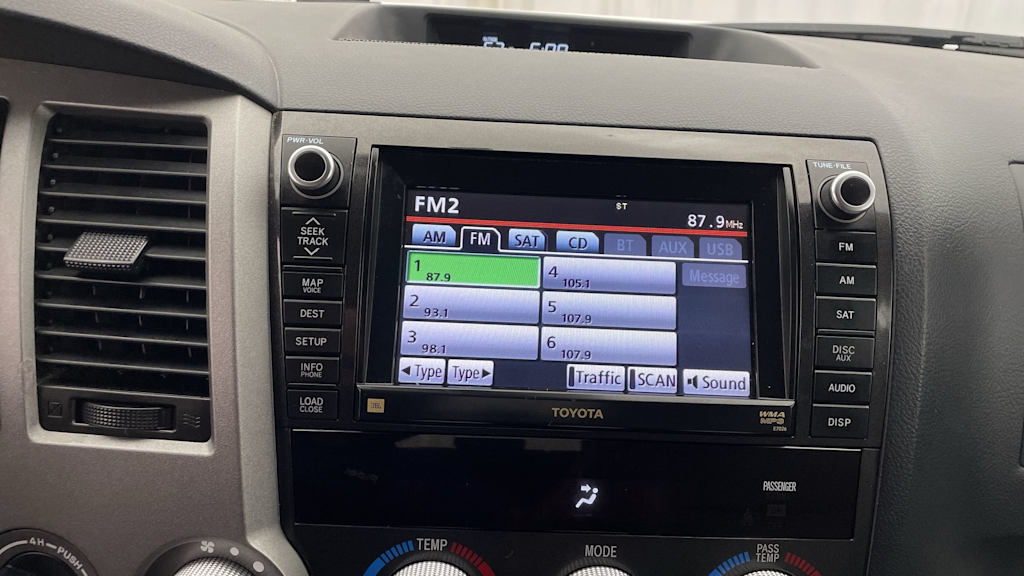 PWR·VOL
SEEK
TRACK
MAP
VOICE
DEST
SETUP
INFO
PHONE
LOAD
CLOSE
FM2
ST
87.9 MHz
AM FM SAT CD BT AUX USB
1 87.9
4 105.1
Message
2 93.1
5 107.9
3 98.1
6 107.9
◀Type Type▶ Traffic SCAN Sound
JBL
TOYOTA
WMA
MP3
E7026
TUNE·FILE
FM
AM
SAT
DISC
AUX
AUDIO
DISP
PASSENGER
4H PUSH
TEMP
MODE
PASS
TEMP